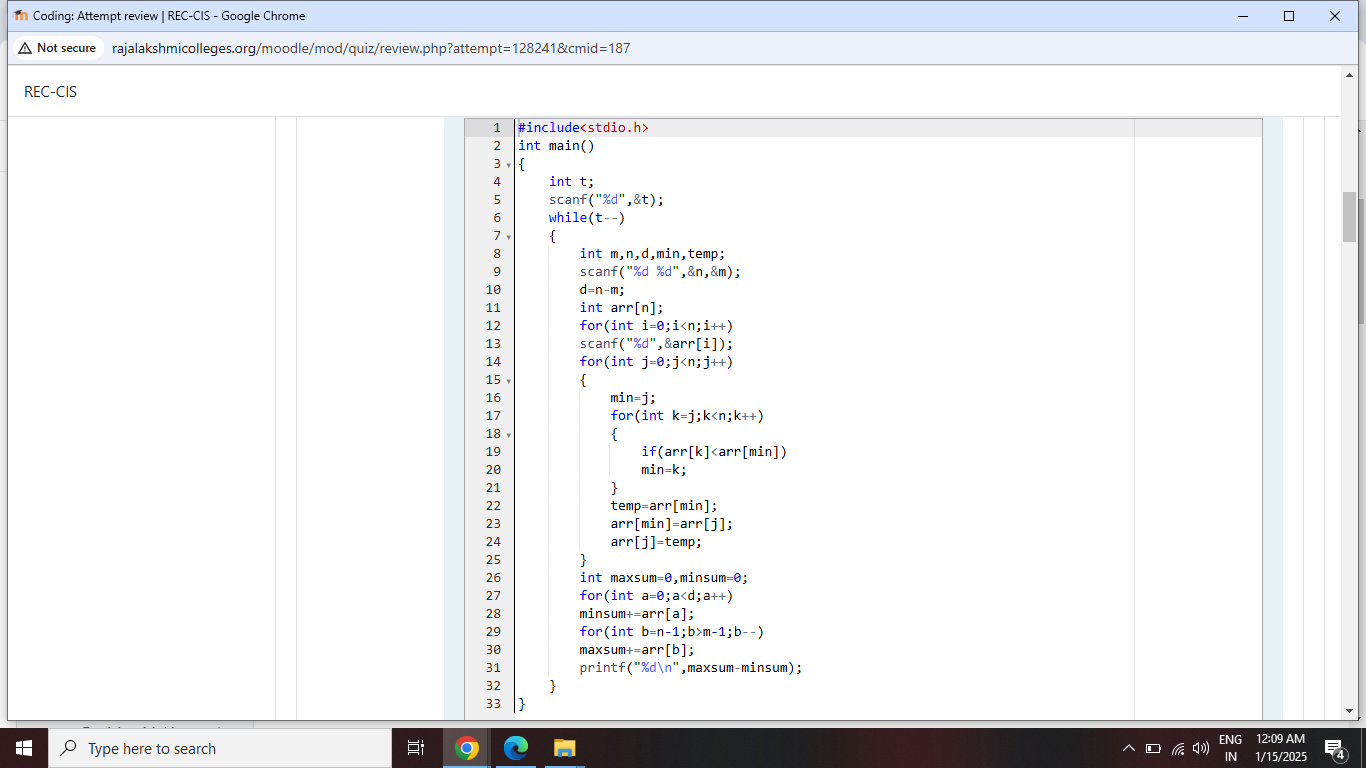 Coding: Attempt review | REC-CIS - Google Chrome
Not secure rajalakshmicolleges.org/moodle/mod/quiz/review.php?attempt=128241&cmid=187
REC-CIS
1 #include<stdio.h>
2 int main()
3 {
4 int t;
5 scanf("%d",&t);
6 while(t--)
7 {
8 int m,n,d,min,temp;
9 scanf("%d %d",&n,&m);
10 d=n-m;
11 int arr[n];
12 for(int i=0;i<n;i++)
13 scanf("%d",&arr[i]);
14 for(int j=0;j<n;j++)
15 {
16 min=j;
17 for(int k=j;k<n;k++)
18 {
19 if(arr[k]<arr[min])
20 min=k;
21 }
22 temp=arr[min];
23 arr[min]=arr[j];
24 arr[j]=temp;
25 }
26 int maxsum=0,minsum=0;
27 for(int a=0;a<d;a++)
28 minsum+=arr[a];
29 for(int b=n-1;b>m-1;b--)
30 maxsum+=arr[b];
31 printf("%d\n",maxsum-minsum);
32 }
33 }
Type here to search
ENG
IN
12:09 AM
1/15/2025
4